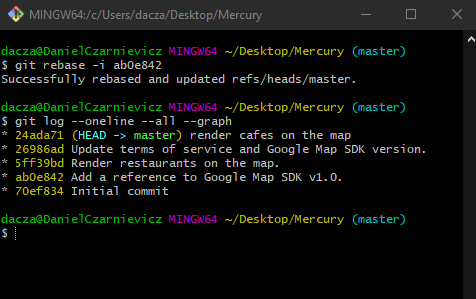 MINGW64:/c/Users/dacza/Desktop/Mercury
dacza@DanielCzarnievicz MINGW64 ~/Desktop/Mercury (master)
$ git rebase -i ab0e842
Successfully rebased and updated refs/heads/master.
dacza@DanielCzarnievicz MINGW64 ~/Desktop/Mercury (master)
$ git log --oneline --all --graph
* 24ada71 (HEAD -> master) render cafes on the map
* 26986ad Update terms of service and Google Map SDK version.
* 5ff39bd Render restaurants on the map.
* ab0e842 Add a reference to Google Map SDK v1.0.
* 70ef834 Initial commit
dacza@DanielCzarnievicz MINGW64 ~/Desktop/Mercury (master)
$